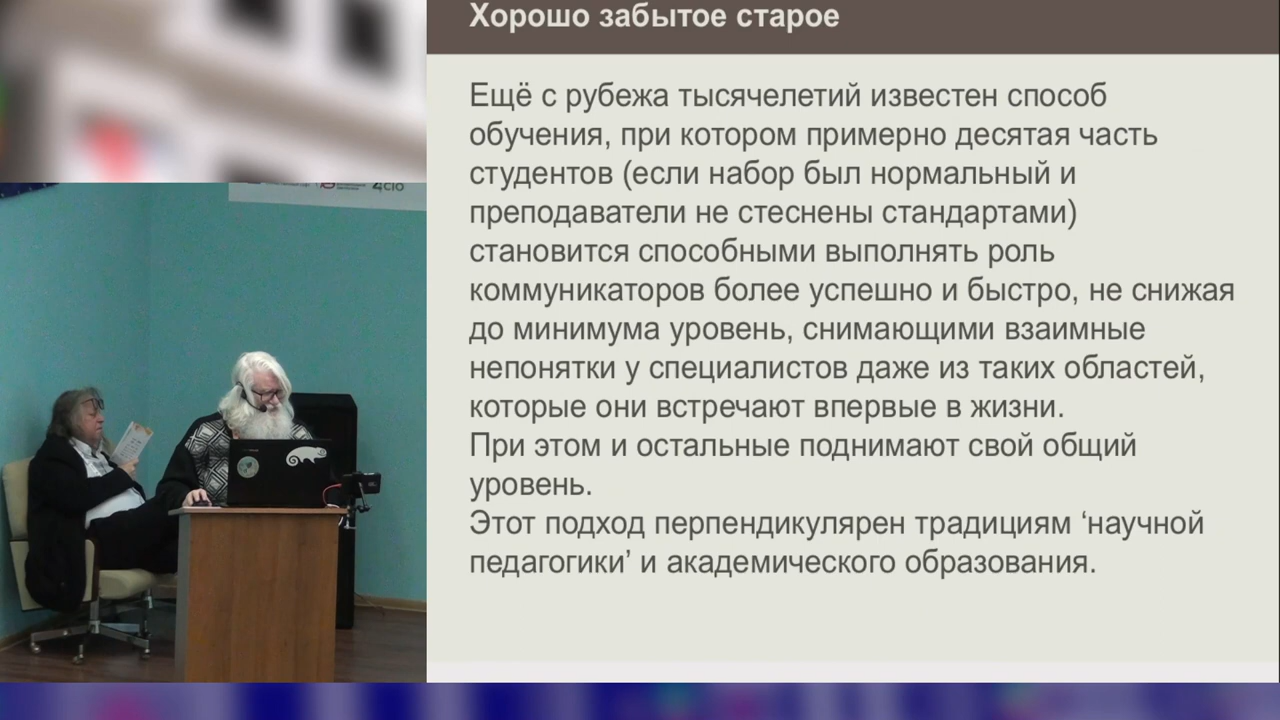 Хорошо забытое старое
Ещё с рубежа тысячелетий известен способ
обучения, при котором примерно десятая часть
студентов (если набор был нормальный и
преподаватели не стеснены стандартами)
становится способными выполнять роль
коммуникаторов более успешно и быстро, не снижая
до минимума уровень, снимающими взаимные
непонятки у специалистов даже из таких областей,
которые они встречают впервые в жизни.
При этом и остальные поднимают свой общий
уровень.
Этот подход перпендикулярен традициям ‘научной
педагогики’ и академического образования.